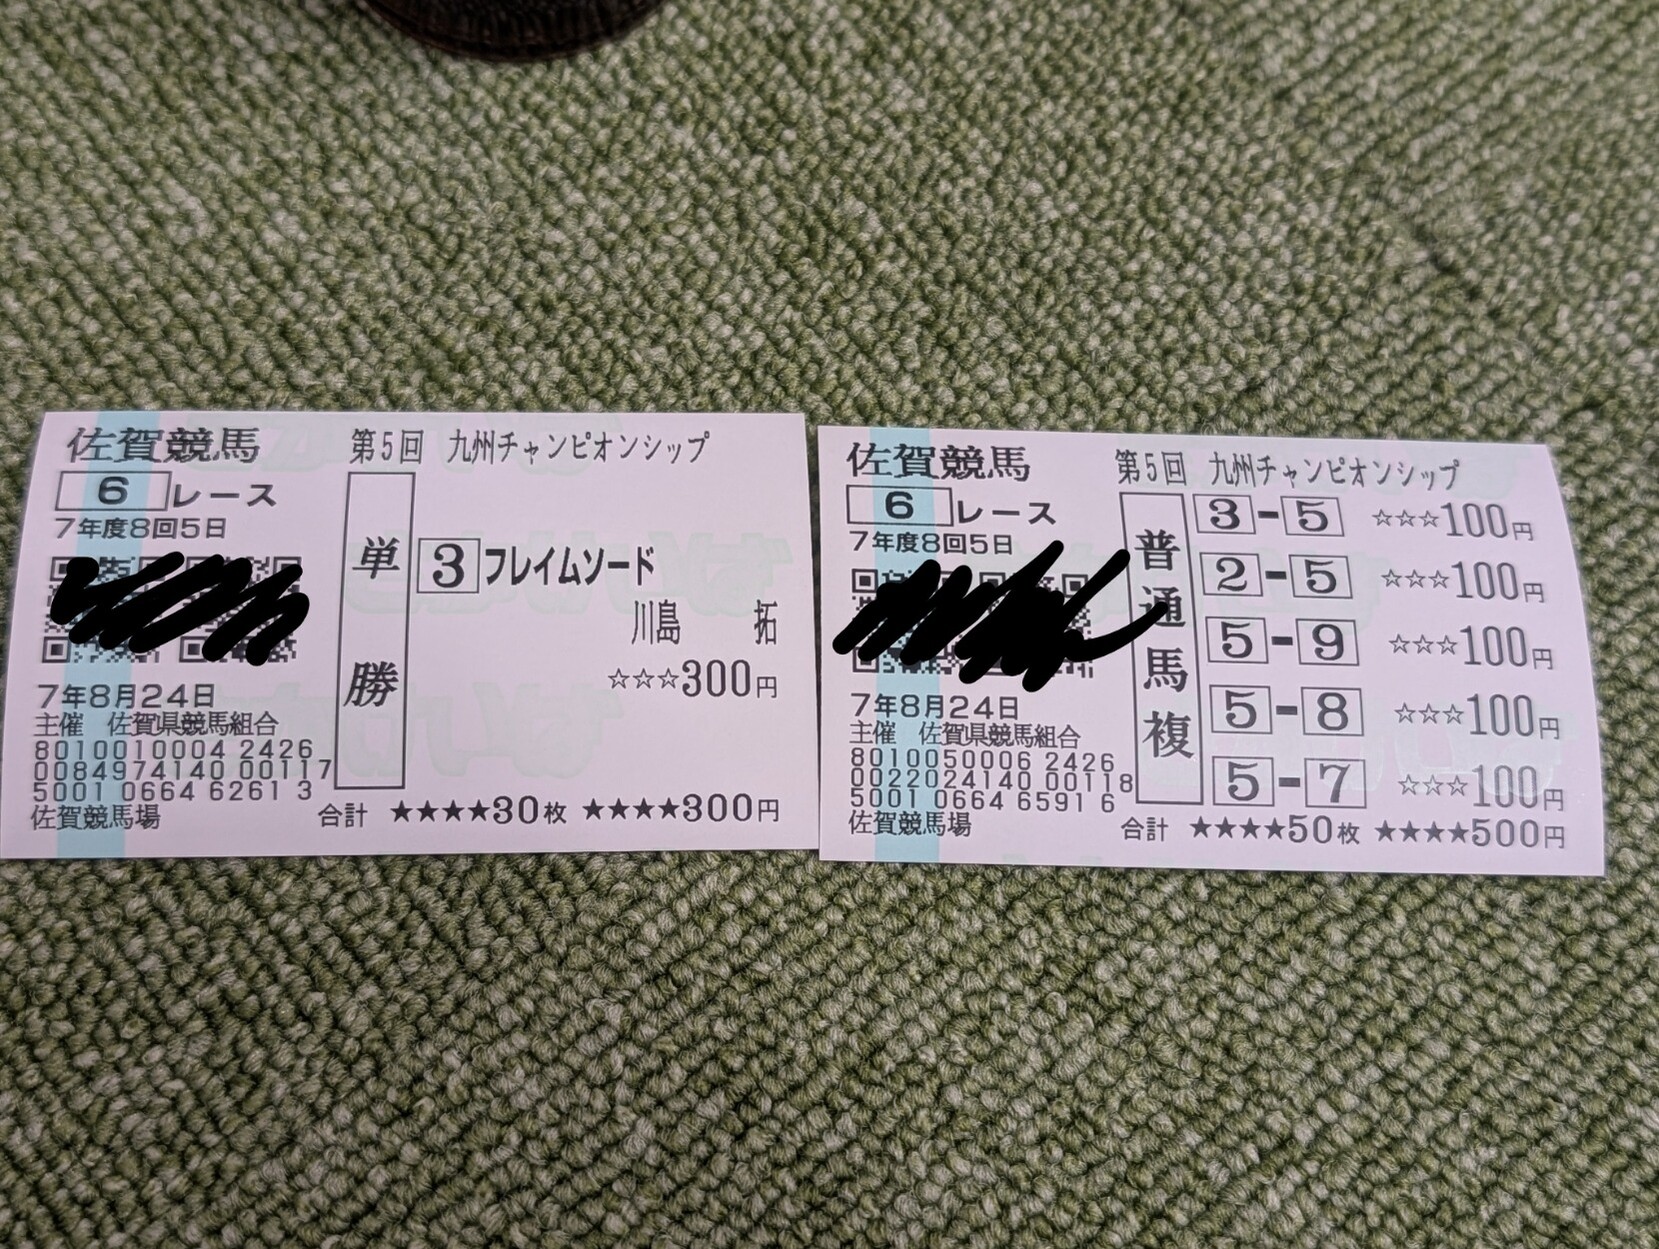 佐賀競馬 第5回 九州チャンピオンシップ
6 レース
7年度8回5日
単勝
3 フレイムソード
川島 拓
☆☆☆300円
7年8月24日
主催 佐賀県競馬組合
8010010004 2426
0084974140 00117
5001 0664 6261 3
佐賀競馬場
合計 ★★★★30枚 ★★★★300円
佐賀競馬 第5回 九州チャンピオンシップ
6 レース
7年度8回5日
普通馬複
3-5 ☆☆☆100円
2-5 ☆☆☆100円
5-9 ☆☆☆100円
5-8 ☆☆☆100円
5-7 ☆☆☆100円
7年8月24日
主催 佐賀県競馬組合
8010050006 2426
0022024140 00118
5001 0664 6591 6
佐賀競馬場
合計 ★★★★50枚 ★★★★500円